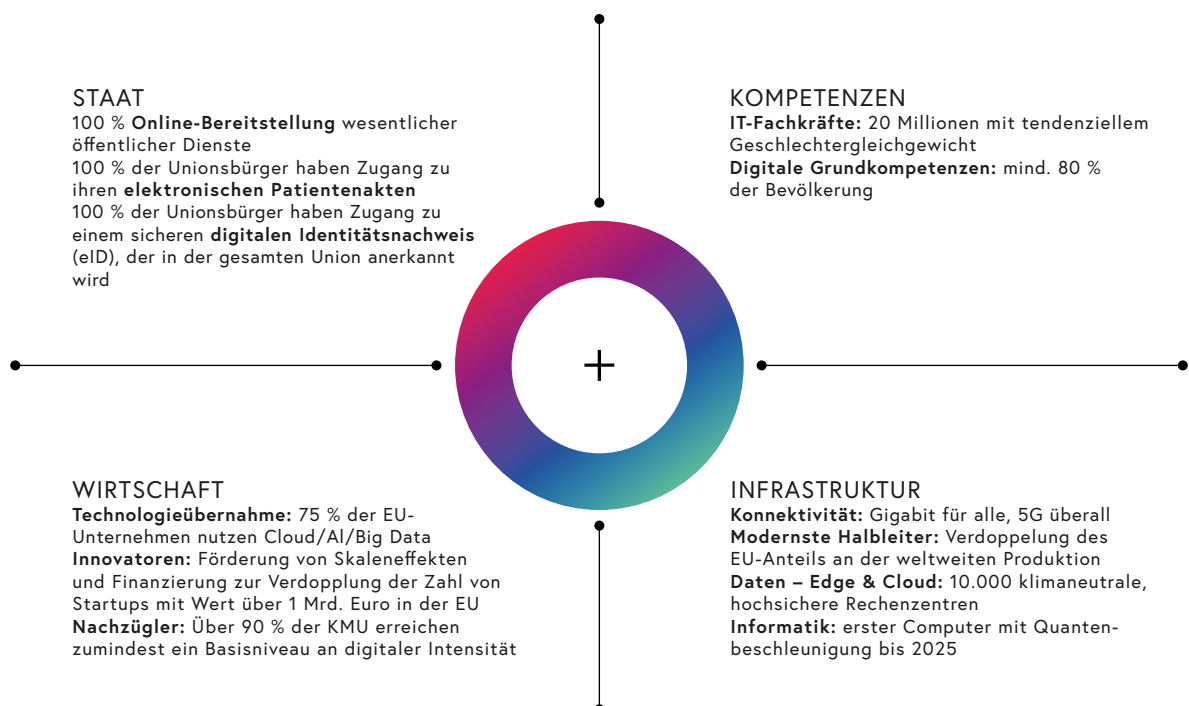 STAAT
100 % Online-Bereitstellung wesentlicher
öffentlicher Dienste
100 % der Unionsbürger haben Zugang zu
ihren elektronischen Patientenakten
100 % der Unionsbürger haben Zugang zu
einem sicheren digitalen Identitätsnachweis
(eID), der in der gesamten Union anerkannt
wird
KOMPETENZEN
IT-Fachkräfte: 20 Millionen mit tendenziellem
Geschlechtergleichgewicht
Digitale Grundkompetenzen: mind. 80 %
der Bevölkerung
WIRTSCHAFT
Technologieübernahme: 75 % der EU-
Unternehmen nutzen Cloud/AI/Big Data
Innovatoren: Förderung von Skaleneffekten
und Finanzierung zur Verdopplung der Zahl von
Startups mit Wert über 1 Mrd. Euro in der EU
Nachzügler: Über 90 % der KMU erreichen
zumindest ein Basisniveau an digitaler Intensität
INFRASTRUKTUR
Konnektivität: Gigabit für alle, 5G überall
Modernste Halbleiter: Verdoppelung des
EU-Anteils an der weltweiten Produktion
Daten – Edge & Cloud: 10.000 klimaneutrale,
hochsichere Rechenzentren
Informatik: erster Computer mit Quanten-
beschleunigung bis 2025